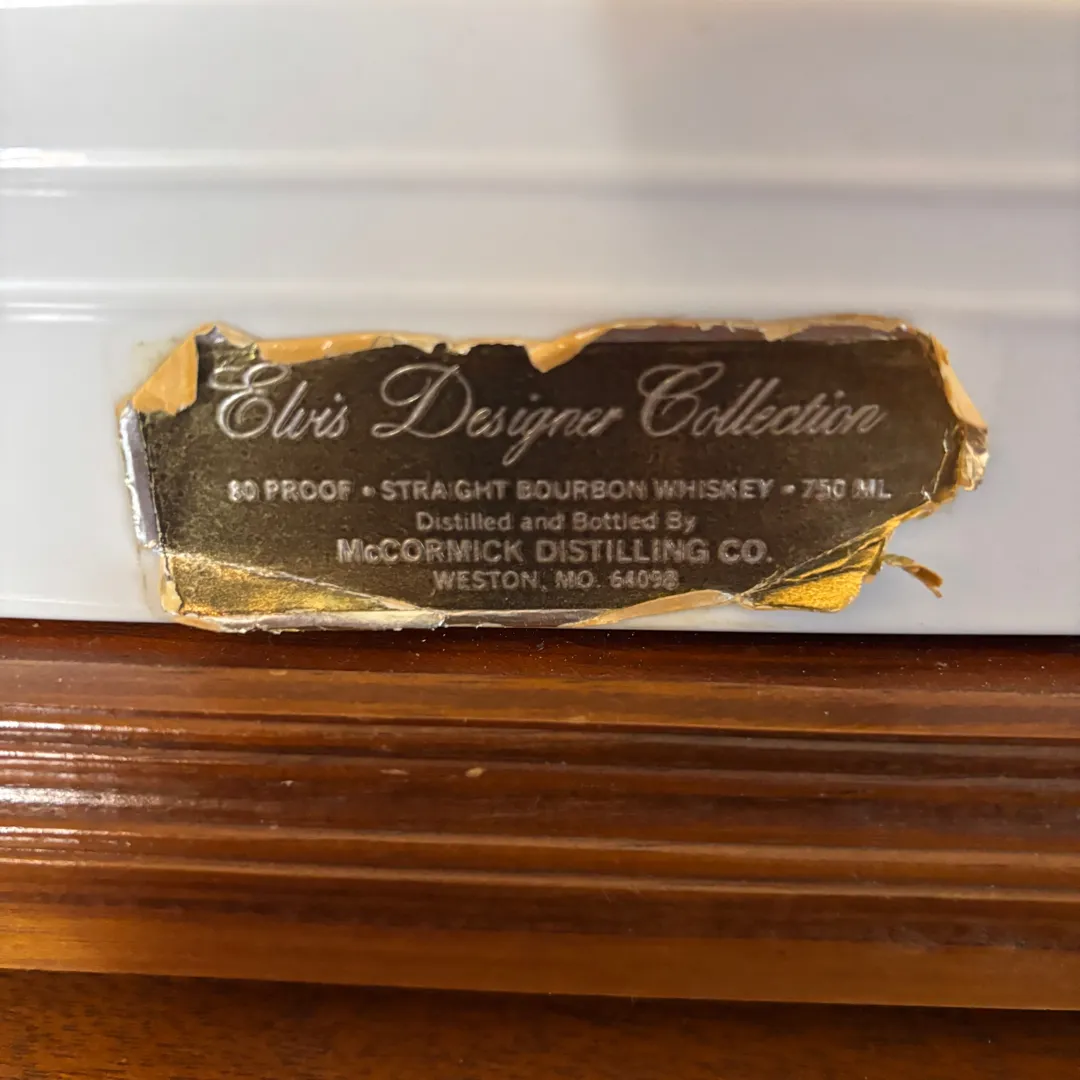 Elvis Designer Collection
80 PROOF • STRAIGHT BOURBON WHISKEY • 750 ML
Distilled and Bottled By
McCORMICK DISTILLING CO.
WESTON, MO. 64098